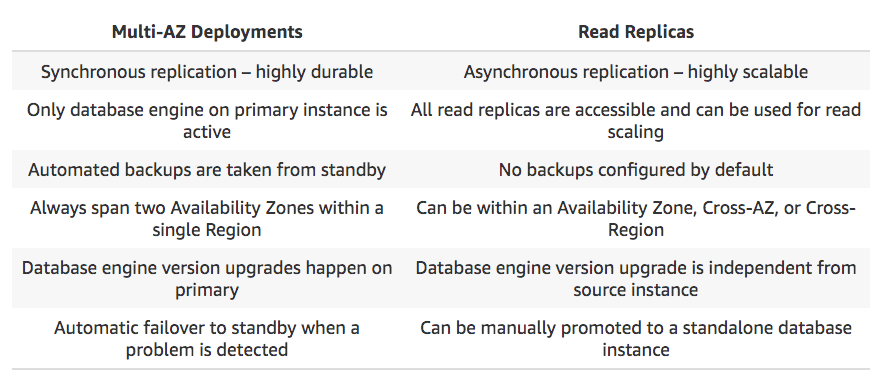 Multi-AZ Deployments
Read Replicas
Synchronous replication – highly durable
Asynchronous replication – highly scalable
Only database engine on primary instance is
active
All read replicas are accessible and can be used for read
scaling
Automated backups are taken from standby
No backups configured by default
Always span two Availability Zones within a
single Region
Can be within an Availability Zone, Cross-AZ, or Cross-
Region
Database engine version upgrades happen on
primary
Database engine version upgrade is independent from
source instance
Automatic failover to standby when a
problem is detected
Can be manually promoted to a standalone database
instance